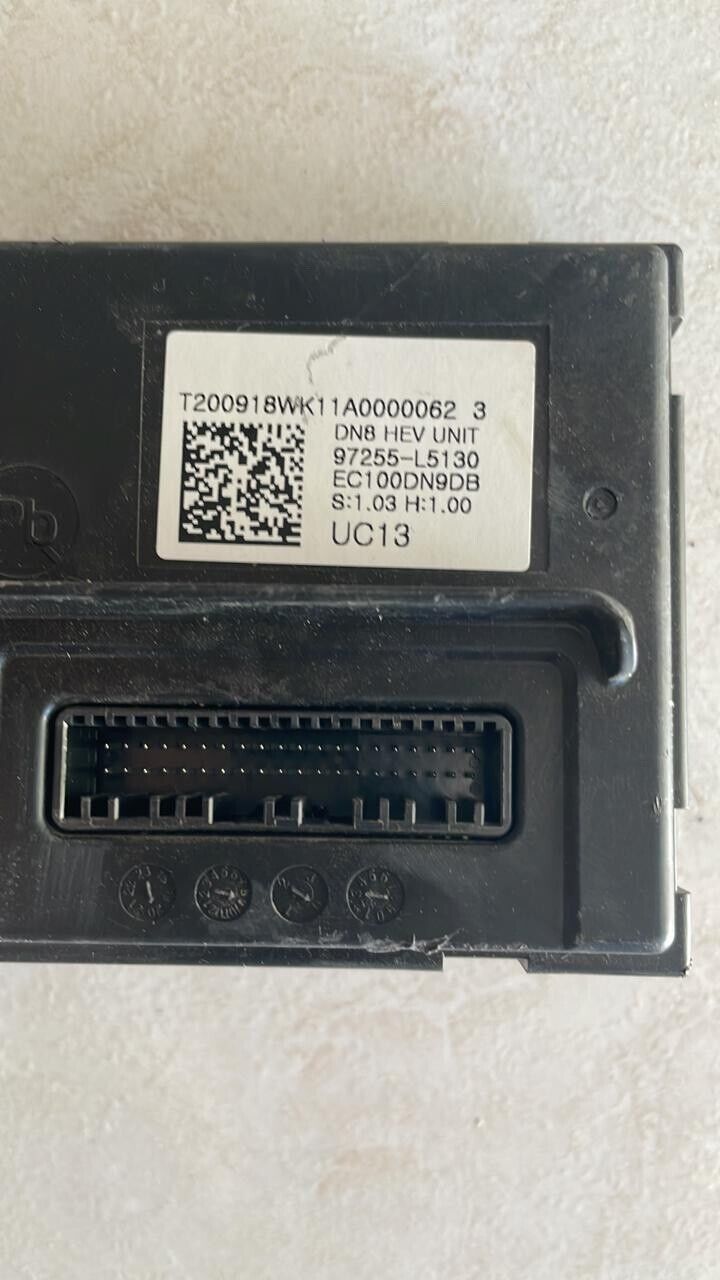 T200918WK11A0000062 3
DN8 HEV UNIT
97255-L5130
EC100DN9DB
S:1.03 H:1.00
UC13